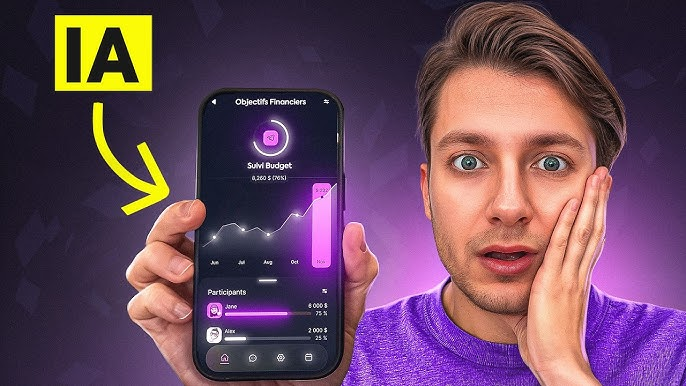 IA
Objectifs Financiers
Suivi Budget
8,260 $ (76%)
Jun
Jul
Aug
Oct
Nov
Participants
Jane
6 000 $
75 %
Alex
2 000 $
25 %